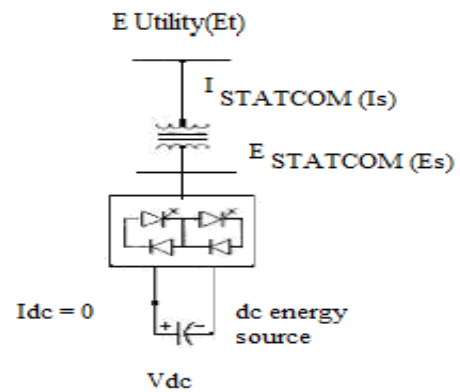 E Utility(Et)
I STATCOM (Is)
E STATCOM (Es)
Idc = 0
+ -
dc energy
source
Vdc